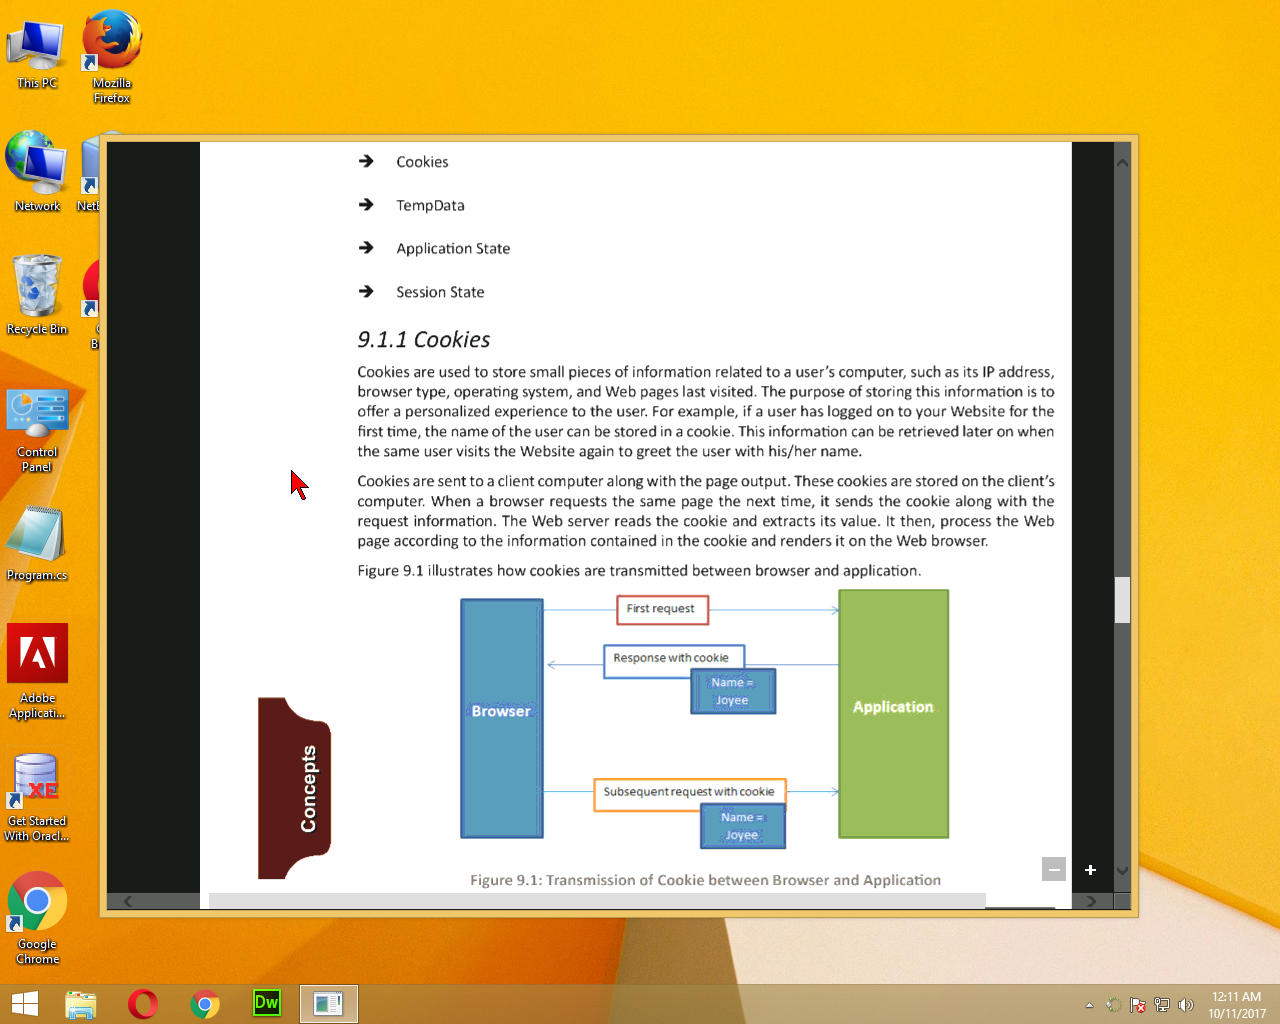 This PC
Mozilla
Firefox
Network
Recycle Bin
Control
Panel
Program.cs
Adobe
Applicati...
XE
Get Started
With Oracl...
Google
Chrome
➔ Cookies
➔ TempData
➔ Application State
➔ Session State
9.1.1 Cookies
Cookies are used to store small pieces of information related to a user's computer, such as its IP address,
browser type, operating system, and Web pages last visited. The purpose of storing this information is to
offer a personalized experience to the user. For example, if a user has logged on to your Website for the
first time, the name of the user can be stored in a cookie. This information can be retrieved later on when
the same user visits the Website again to greet the user with his/her name.
Cookies are sent to a client computer along with the page output. These cookies are stored on the client's
computer. When a browser requests the same page the next time, it sends the cookie along with the
request information. The Web server reads the cookie and extracts its value. It then, process the Web
page according to the information contained in the cookie and renders it on the Web browser.
Figure 9.1 illustrates how cookies are transmitted between browser and application.
First request
Response with cookie
Name =
Joyee
Browser
Application
Subsequent request with cookie
Name =
Joyee
Concepts
Figure 9.1: Transmission of Cookie between Browser and Application
Dw
12:11 AM
10/11/2017